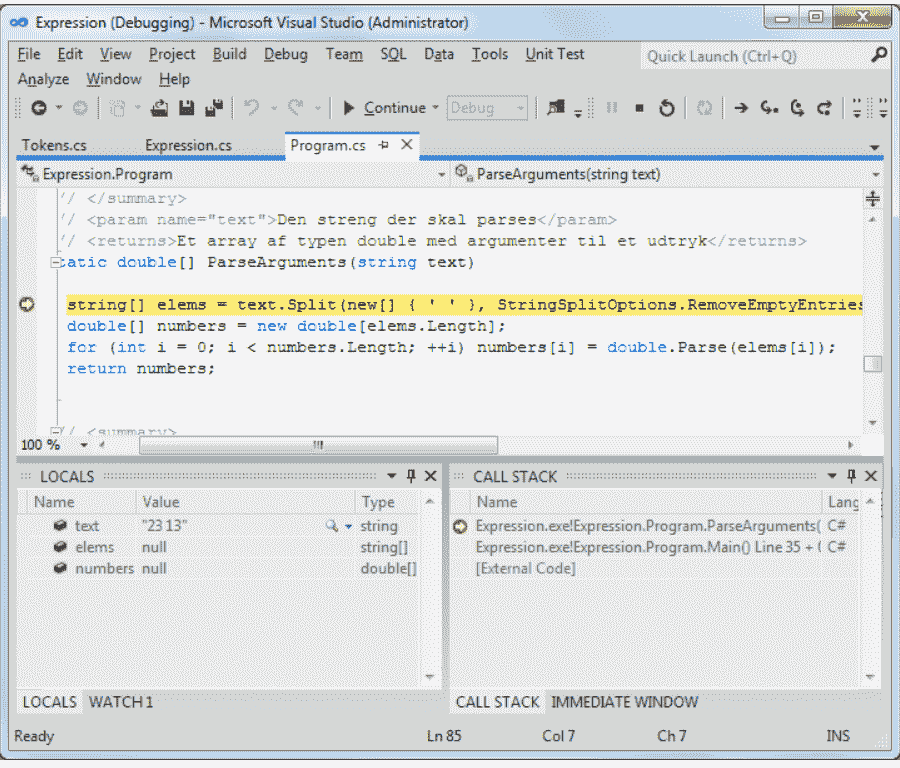 Expression (Debugging) - Microsoft Visual Studio (Administrator)
File Edit View Project Build Debug Team SQL Data Tools Unit Test Quick Launch (Ctrl+Q)
Analyze Window Help
Continue Debug
Tokens.cs Expression.cs Program.cs
Expression.Program ParseArguments(string text)
// </summary>
// <param name="text">Den streng der skal parses</param>
// <returns>Et array af typen double med argumenter til et udtryk</returns>
tatic double[] ParseArguments(string text)
string[] elems = text.Split(new[] { ' ' }, StringSplitOptions.RemoveEmptyEntries
double[] numbers = new double[elems.Length];
for (int i = 0; i < numbers.Length; ++i) numbers[i] = double.Parse(elems[i]);
return numbers;
// <summary>
100 %
LOCALS
Name Value Type
text "23 13" string
elems null string[]
numbers null double[]
LOCALS WATCH 1
CALL STACK
Name Lang
Expression.exe!Expression.Program.ParseArguments( C#
Expression.exe!Expression.Program.Main() Line 35 + ( C#
[External Code]
CALL STACK IMMEDIATE WINDOW
Ready Ln 85 Col 7 Ch 7 INS